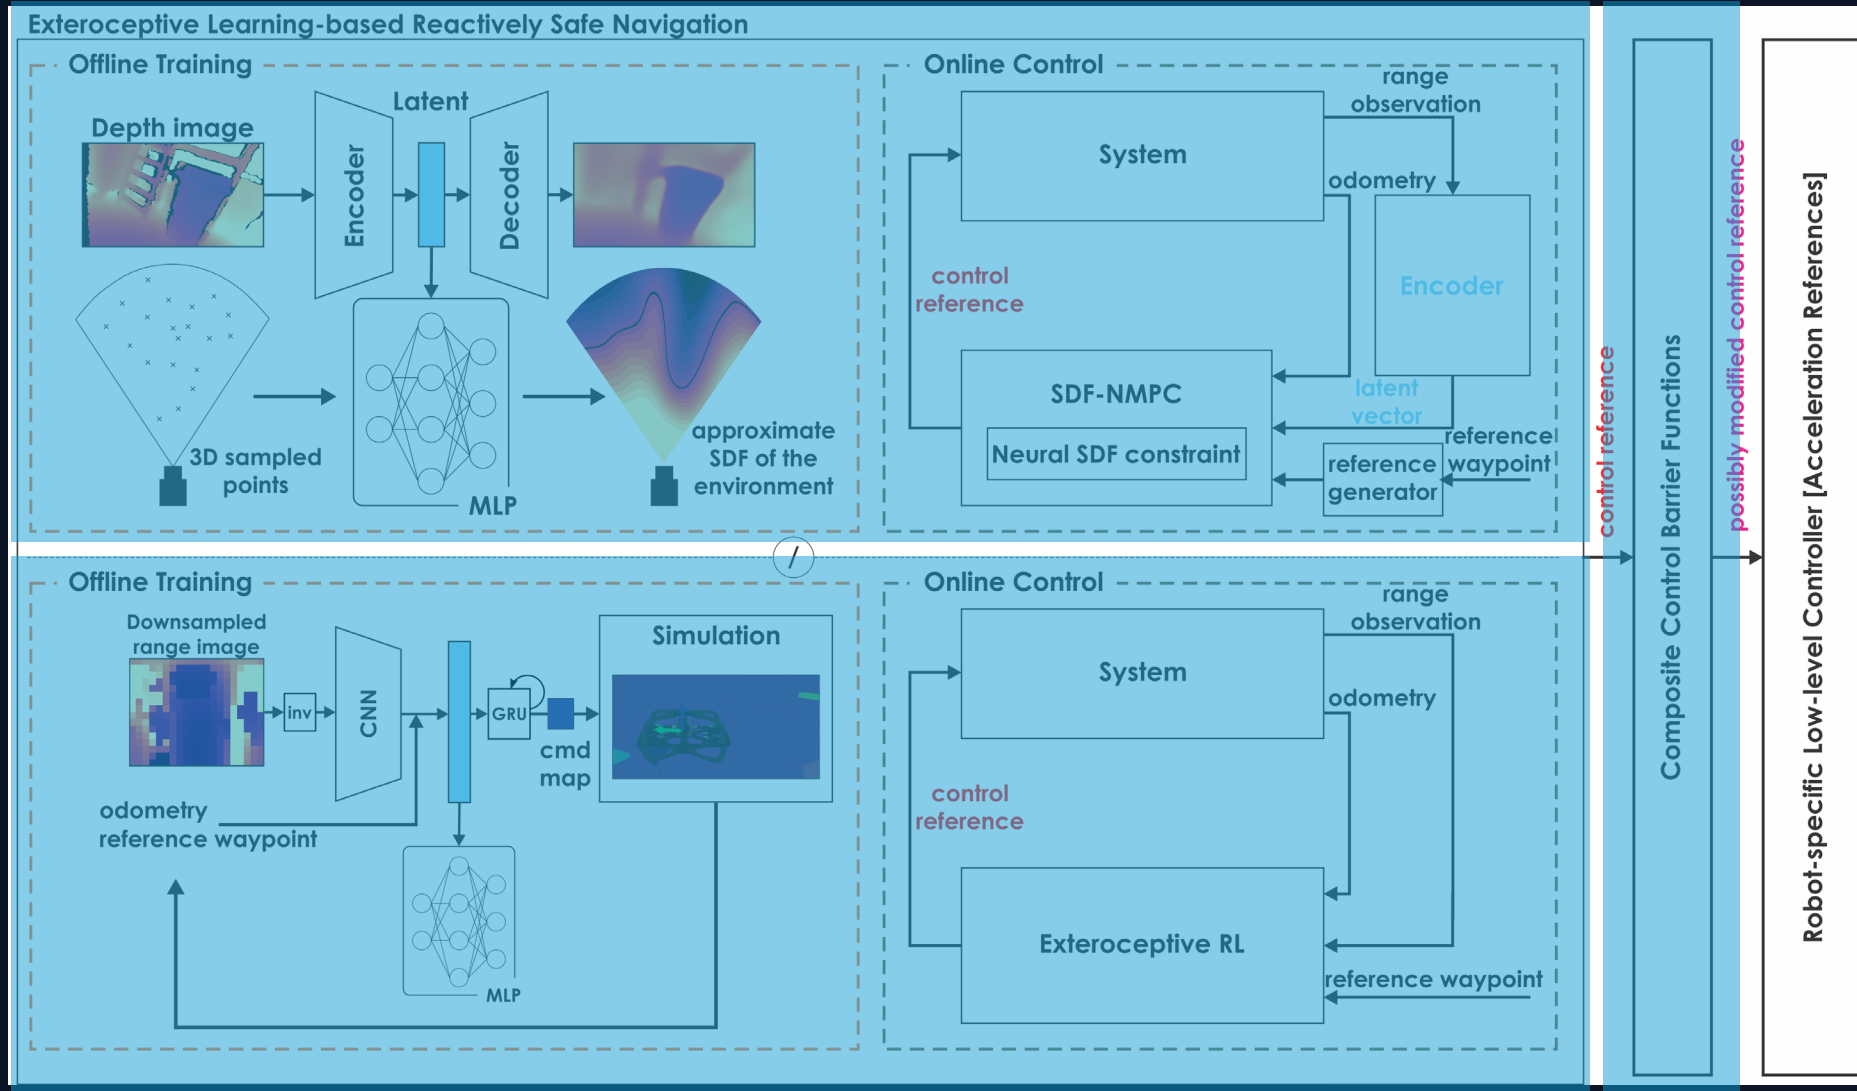 Exteroceptive Learning-based Reactively Safe Navigation
Offline Training
Depth image
Latent
Encoder
Decoder
3D sampled
points
MLP
approximate
SDF of the
environment
Online Control
range
observation
System
odometry
Encoder
control
reference
SDF-NMPC
Neural SDF constraint
latent
vector
reference
generator
reference
waypoint
/
Offline Training
Downsampled
range image
inv
CNN
GRU
cmd
map
Simulation
odometry
reference waypoint
MLP
Online Control
range
observation
System
odometry
control
reference
Exteroceptive RL
reference waypoint
control reference
Composite Control Barrier Functions
possibly modified control reference
Robot-specific Low-level Controller [Acceleration References]